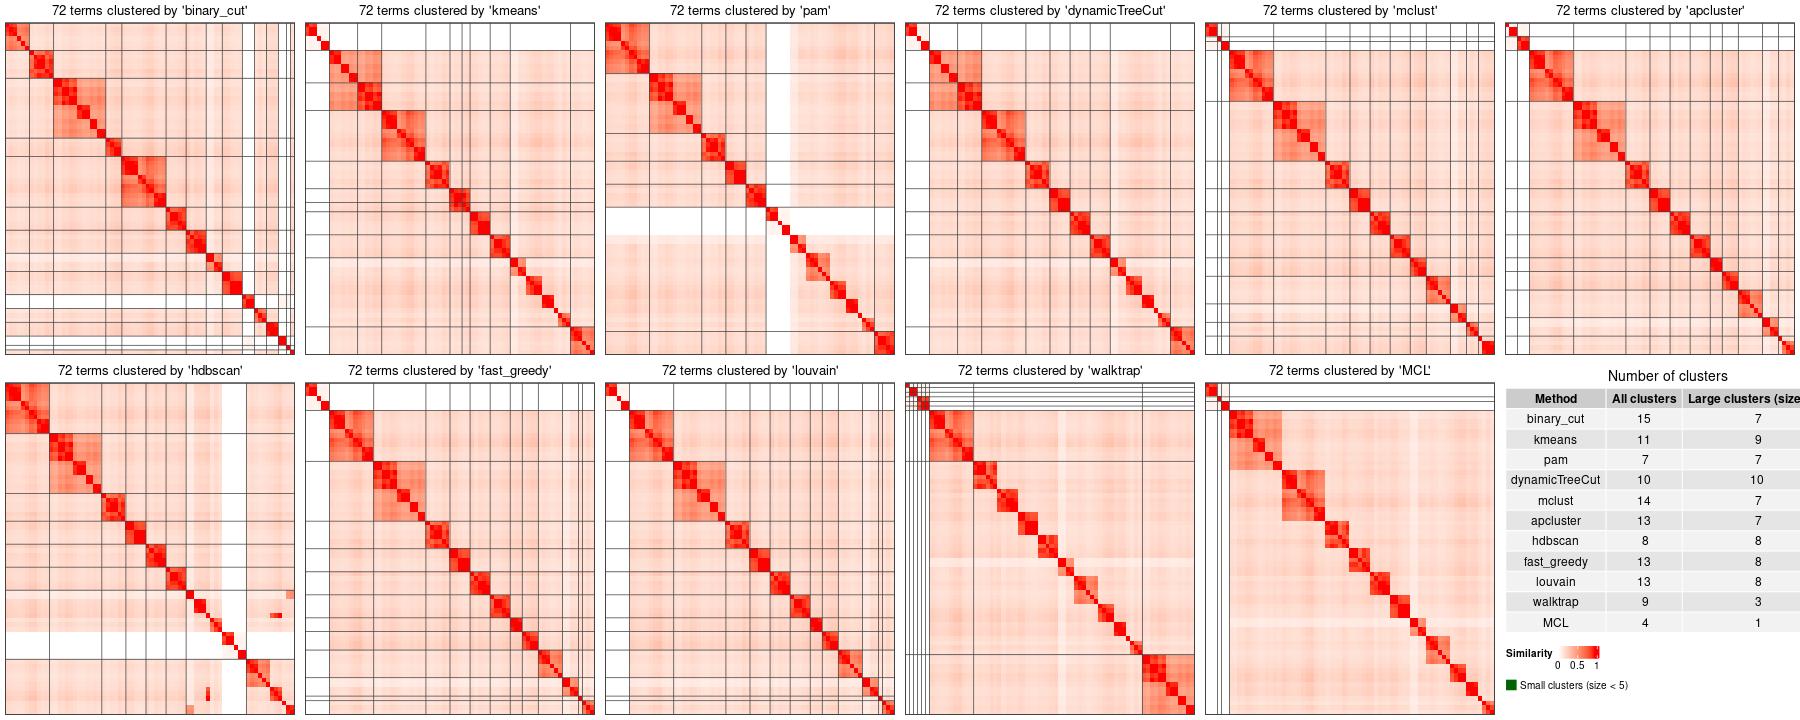 72 terms clustered by 'binary_cut'
72 terms clustered by 'kmeans'
72 terms clustered by 'pam'
72 terms clustered by 'dynamicTreeCut'
72 terms clustered by 'mclust'
72 terms clustered by 'apcluster'
72 terms clustered by 'hdbscan'
72 terms clustered by 'fast_greedy'
72 terms clustered by 'louvain'
72 terms clustered by 'walktrap'
72 terms clustered by 'MCL'
Number of clusters
Method All clusters Large clusters (size
binary_cut 15 7
kmeans 11 9
pam 7 7
dynamicTreeCut 10 10
mclust 14 7
apcluster 13 7
hdbscan 8 8
fast_greedy 13 8
louvain 13 8
walktrap 9 3
MCL 4 1
Similarity
0 0.5 1
Small clusters (size < 5)